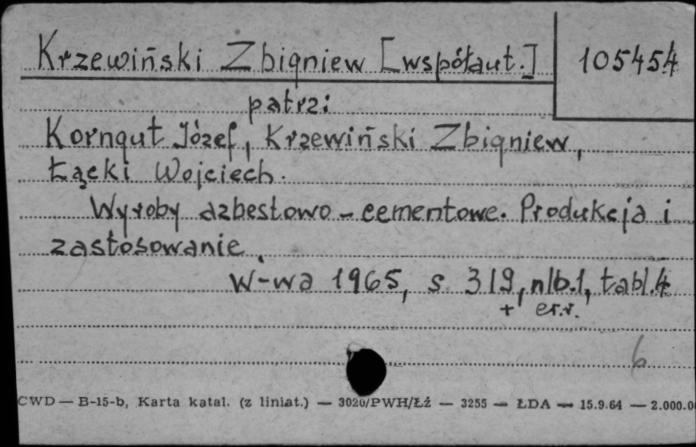 Krzewiński Zbigniew [współaut.] 105454
patrz:
Kornqut Józef, Krzewiński Zbigniew,
Łącki Wojciech.
Wyroby azbestowo-cementowe. Produkcja i
zastosowanie.
W-wa 1965, s 319, nlb.1, tabl.4
+ err.
6
CWD — B-15-b, Karta katal. (z liniat.) — 3020/PWH/Łź — 3255 — ŁDA — 15.9.64 — 2.000.0